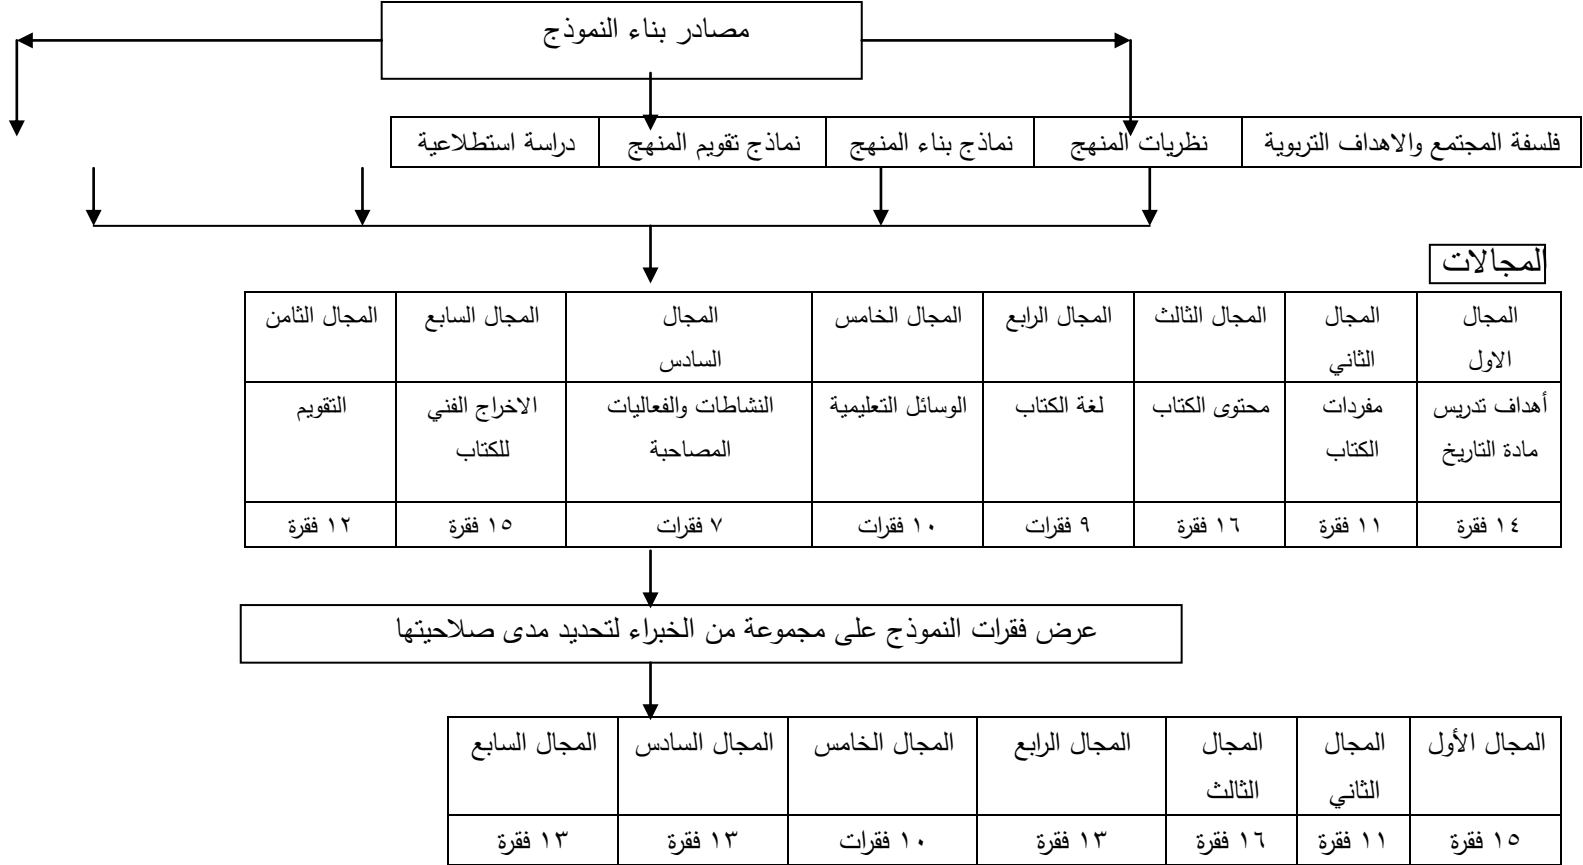 مصادر بناء النموذج
فلسفة المجتمع والاهداف التربوية نظريات المنهج نماذج بناء المنهج نماذج تقويم المنهج دراسة استطلاعية
المجالات
المجال الاول المجال الثاني المجال الثالث المجال الرابع المجال الخامس المجال السادس المجال السابع المجال الثامن
أهداف تدريس مادة التاريخ مفردات الكتاب محتوى الكتاب لغة الكتاب الوسائل التعليمية النشاطات والفعاليات المصاحبة الاخراج الفني للكتاب التقويم
١٤ فقرة ١١ فقرة ١٦ فقرة ٩ فقرات ١٠ فقرات ٧ فقرات ١٥ فقرة ١٢ فقرة
عرض فقرات النموذج على مجموعة من الخبراء لتحديد مدى صلاحيتها
المجال الأول المجال الثاني المجال الثالث المجال الرابع المجال الخامس المجال السادس المجال السابع
١٥ فقرة ١١ فقرة ١٦ فقرة ١٣ فقرة ١٠ فقرات ١٣ فقرة ١٣ فقرة